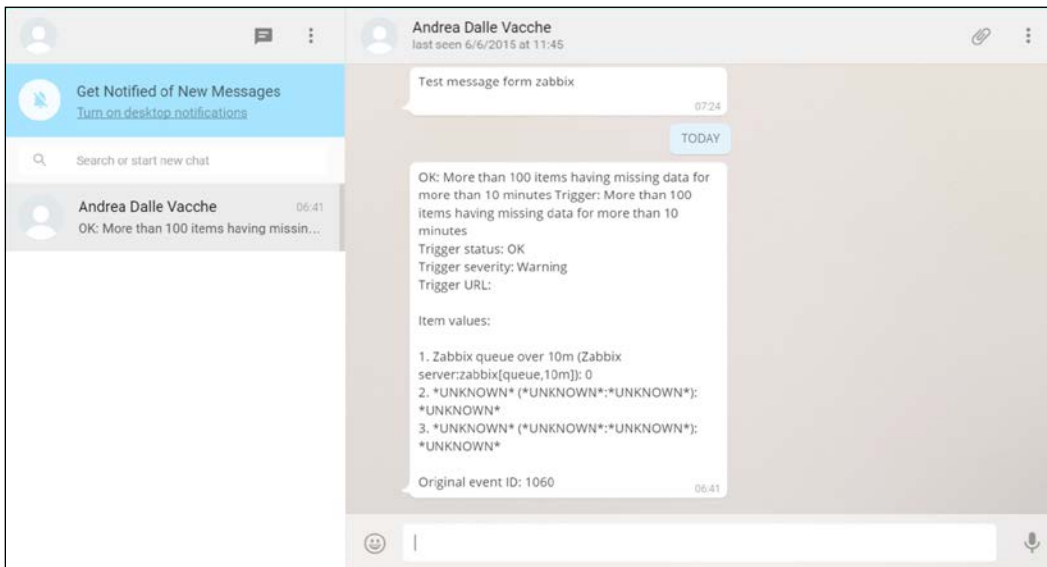 Andrea Dalle Vacche
last seen 6/6/2015 at 11:45
Get Notified of New Messages
Turn on desktop notifications
Search or start new chat
Andrea Dalle Vacche 06:41
OK: More than 100 items having missin...
Test message form zabbix
07:24
TODAY
OK: More than 100 items having missing data for
more than 10 minutes Trigger: More than 100
items having missing data for more than 10
minutes
Trigger status: OK
Trigger severity: Warning
Trigger URL:
Item values:
1. Zabbix queue over 10m (Zabbix
server:zabbix[queue,10m]): 0
2. *UNKNOWN* (*UNKNOWN*:*UNKNOWN*):
*UNKNOWN*
3. *UNKNOWN* (*UNKNOWN*:*UNKNOWN*):
*UNKNOWN*
Original event ID: 1060
06:41